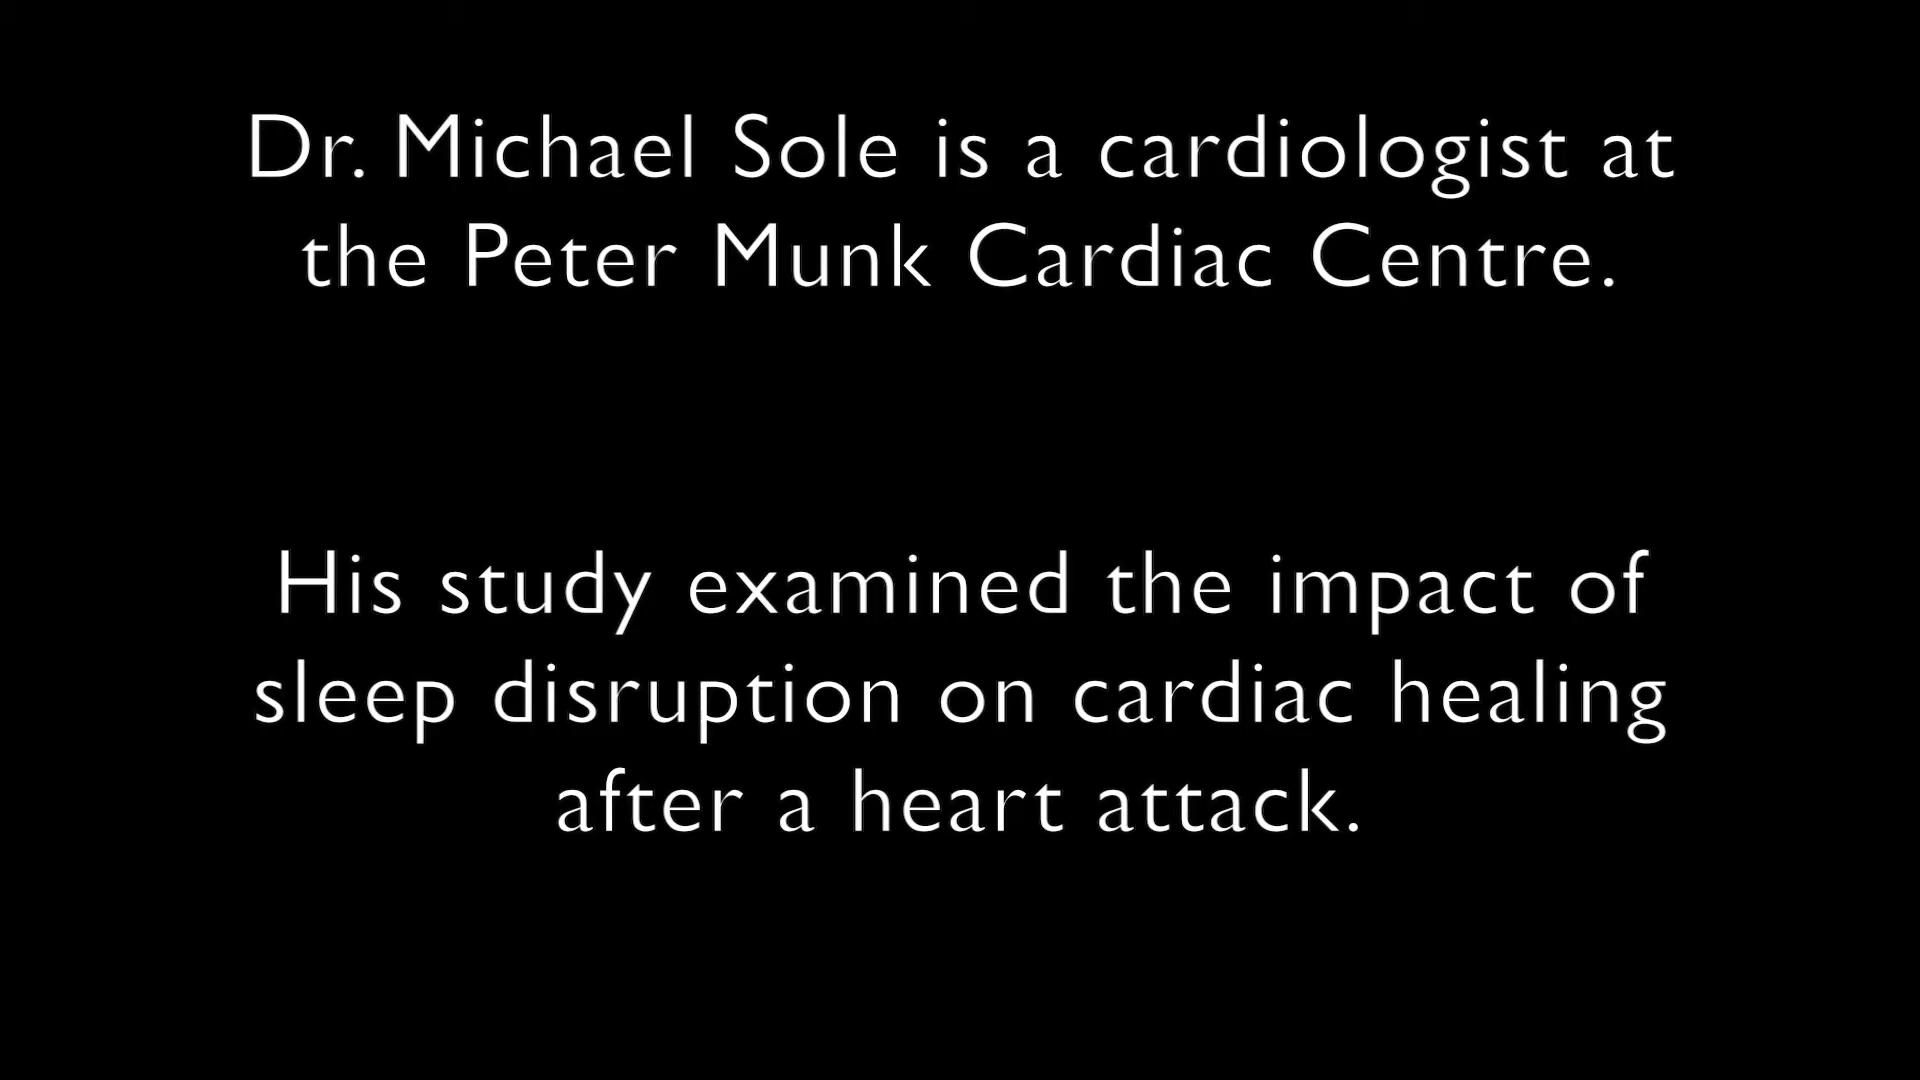 Dr. Michael Sole is a cardiologist at
the Peter Munk Cardiac Centre.
His study examined the impact of
sleep disruption on cardiac healing
after a heart attack.